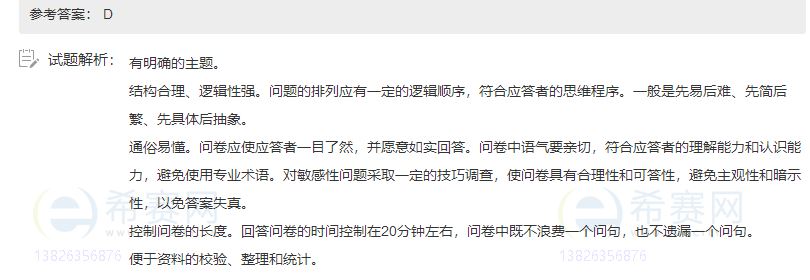 参考答案： D
试题解析： 有明确的主题。
结构合理、逻辑性强。问题的排列应有一定的逻辑顺序，符合应答者的思维程序。一般是先易后难、先简后
繁、先具体后抽象。
通俗易懂。问卷应使应答者一目了然，并愿意如实回答。问卷中语气要亲切，符合应答者的理解能力和认识能
力，避免使用专业术语。对敏感性问题采取一定的技巧调查，使问卷具有合理性和可答性，避免主观性和暗示
性，以免答案失真。
控制问卷的长度。回答问卷的时间控制在20分钟左右，问卷中既不浪费一个问句，也不遗漏一个问句。
便于资料的校验、整理和统计。
希赛网
13826356876
希赛网
13826356876